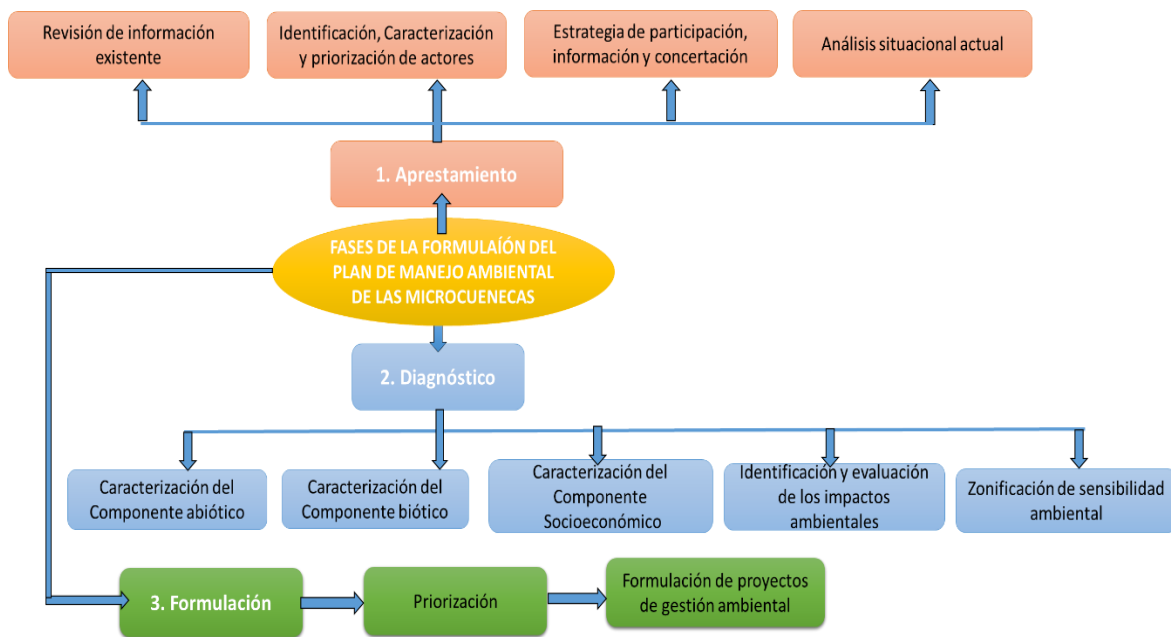 Revisión de información
existente
Identificación, Caracterización
y priorización de actores
Estrategia de participación,
información y concertación
Análisis situacional actual
1. Aprestamiento
FASES DE LA FORMULAÍÓN DEL
PLAN DE MANEJO AMBIENTAL
DE LAS MICROCUENECAS
2. Diagnóstico
Caracterización del
Componente abiótico
Caracterización del
Componente biótico
Caracterización del
Componente
Socioeconómico
Identificación y evaluación
de los impactos
ambientales
Zonificación de sensibilidad
ambiental
3. Formulación
Priorización
Formulación de proyectos
de gestión ambiental